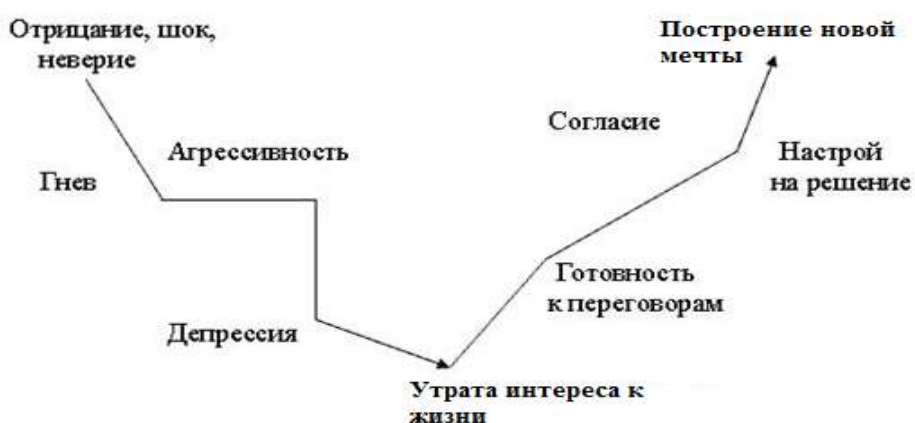 Отрицание, шок,
неверие
Построение новой
мечты
Согласие
Агрессивность
Настрой
на решение
Гнев
Готовность
к переговорам
Депрессия
Утрата интереса к
жизни